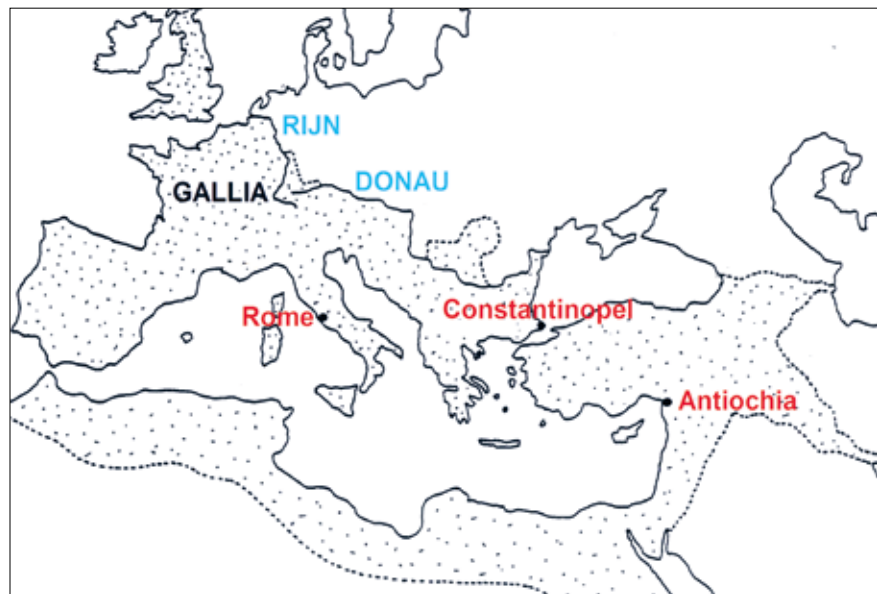 RIJN
DONAU
GALLIA
Rome
Constantinopel
Antiochia